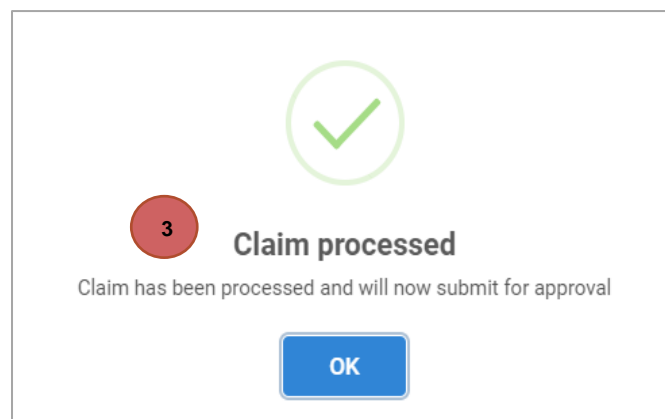 3
Claim processed
Claim has been processed and will now submit for approval
OK